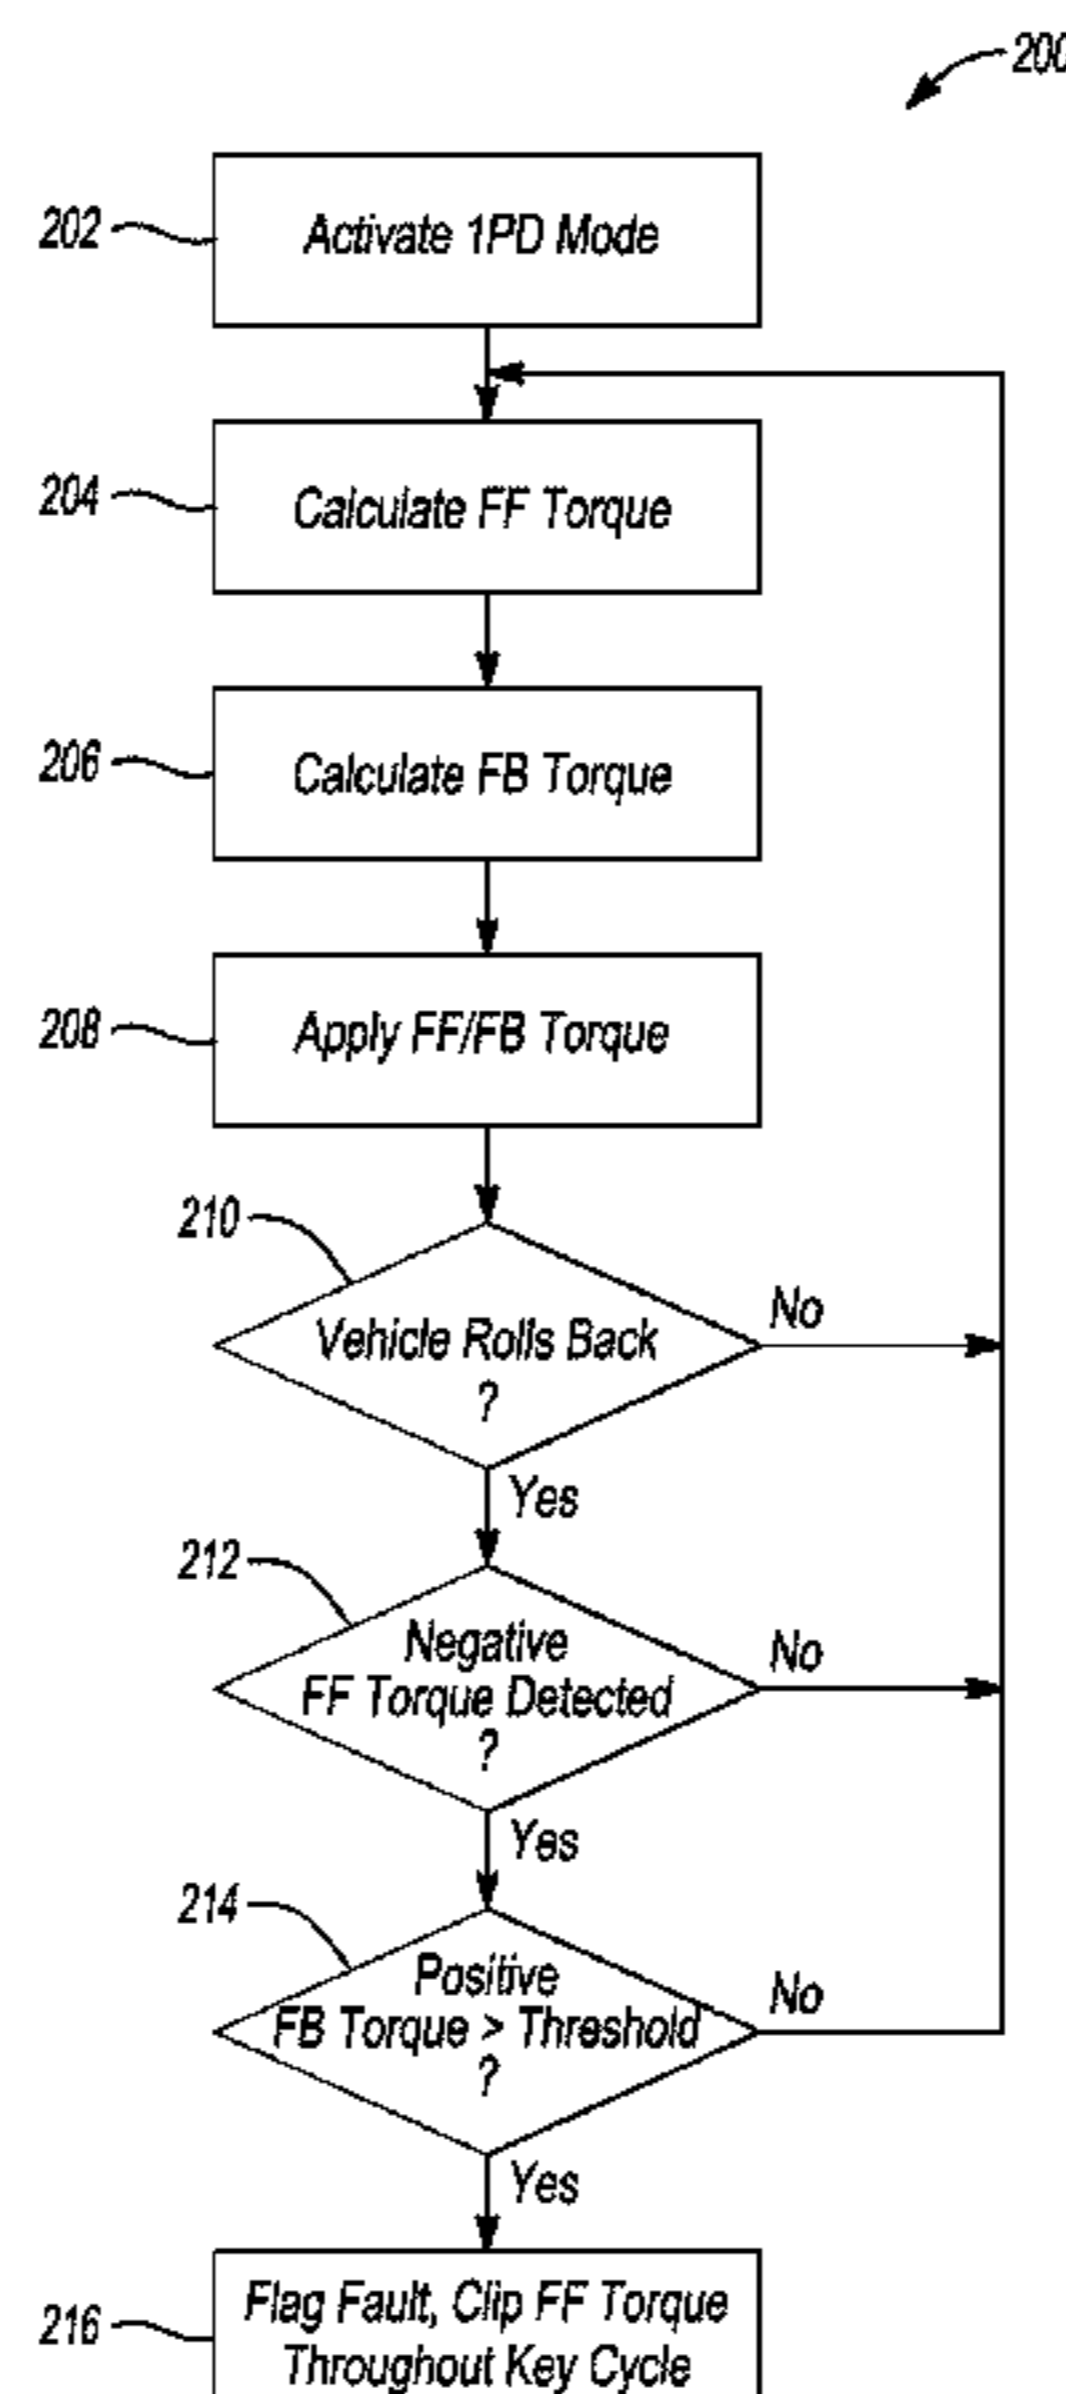 200
202
Activate 1PD Mode
204
Calculate FF Torque
206
Calculate FB Torque
208
Apply FF/FB Torque
210
Vehicle Rolls Back
?
No
Yes
212
Negative
FF Torque Detected
?
No
Yes
214
Positive
FB Torque > Threshold
?
No
Yes
216
Flag Fault, Clip FF Torque
Throughout Key Cycle